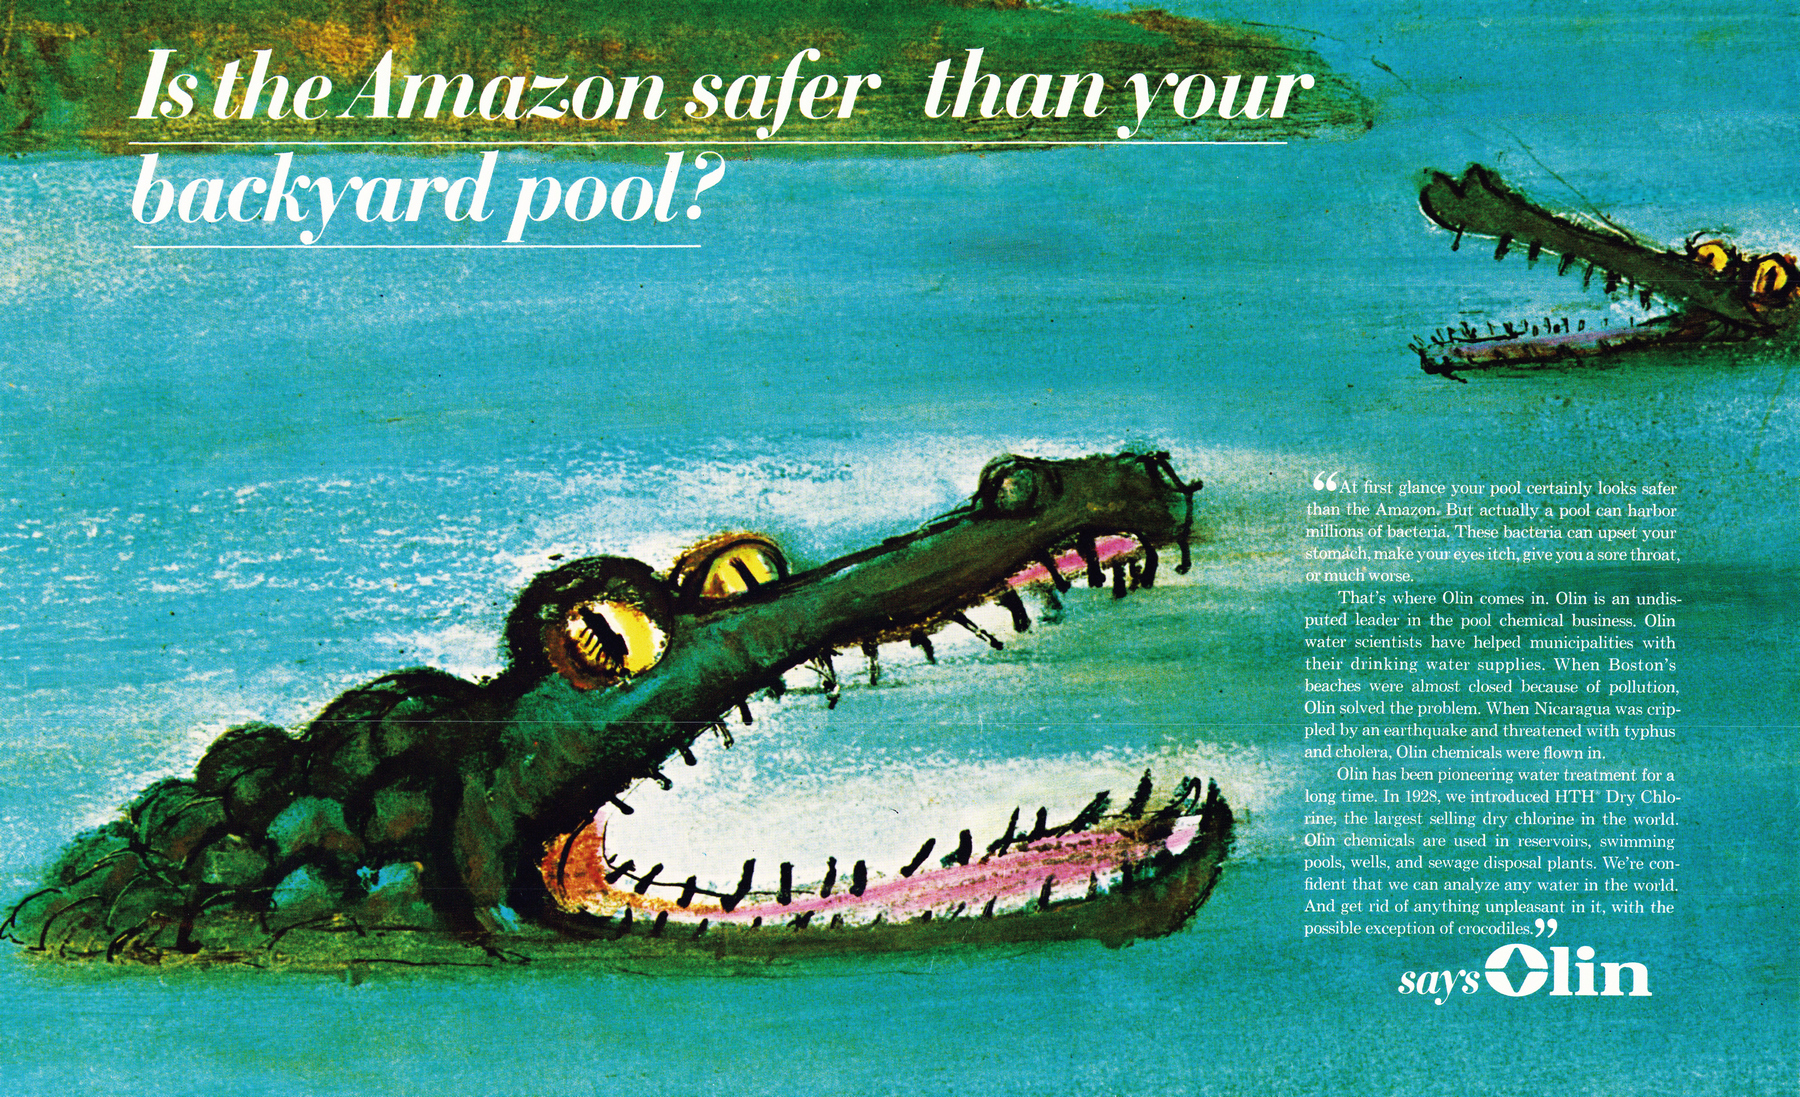 Is the Amazon safer than your
backyard pool?
“At first glance your pool certainly looks safer
than the Amazon. But actually a pool can harbor
millions of bacteria. These bacteria can upset your
stomach, make your eyes itch, give you a sore throat,
or much worse.
That's where Olin comes in. Olin is an undis-
puted leader in the pool chemical business. Olin
water scientists have helped municipalities with
their drinking water supplies. When Boston's
beaches were almost closed because of pollution,
Olin solved the problem. When Nicaragua was crip-
pled by an earthquake and threatened with typhus
and cholera, Olin chemicals were flown in.
Olin has been pioneering water treatment for a
long time. In 1928, we introduced HTH® Dry Chlo-
rine, the largest selling dry chlorine in the world.
Olin chemicals are used in reservoirs, swimming
pools, wells, and sewage disposal plants. We're con-
fident that we can analyze any water in the world.
And get rid of anything unpleasant in it, with the
possible exception of crocodiles.”
says Olin